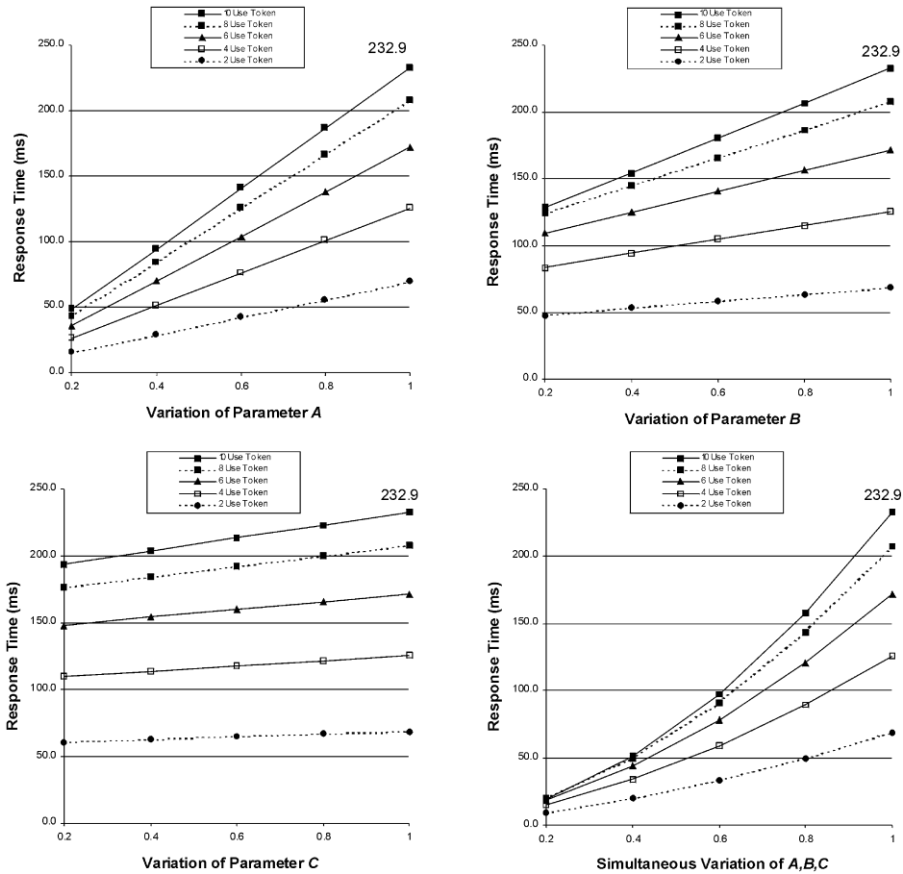 10 Use Token
8 Use Token
6 Use Token
4 Use Token
2 Use Token
232.9
250.0
200.0
150.0
100.0
50.0
0.0
Response Time (ms)
0.2 0.4 0.6 0.8 1
Variation of Parameter A
10 Use Token
8 Use Token
6 Use Token
4 Use Token
2 Use Token
232.9
250.0
200.0
150.0
100.0
50.0
0.0
Response Time (ms)
0.2 0.4 0.6 0.8 1
Variation of Parameter B
10 Use Token
8 Use Token
6 Use Token
4 Use Token
2 Use Token
232.9
250.0
200.0
150.0
100.0
50.0
0.0
Response Time (ms)
0.2 0.4 0.6 0.8 1
Variation of Parameter C
10 Use Token
8 Use Token
6 Use Token
4 Use Token
2 Use Token
232.9
250.0
200.0
150.0
100.0
50.0
0.0
Response Time (ms)
0.2 0.4 0.6 0.8 1
Simultaneous Variation of A,B,C